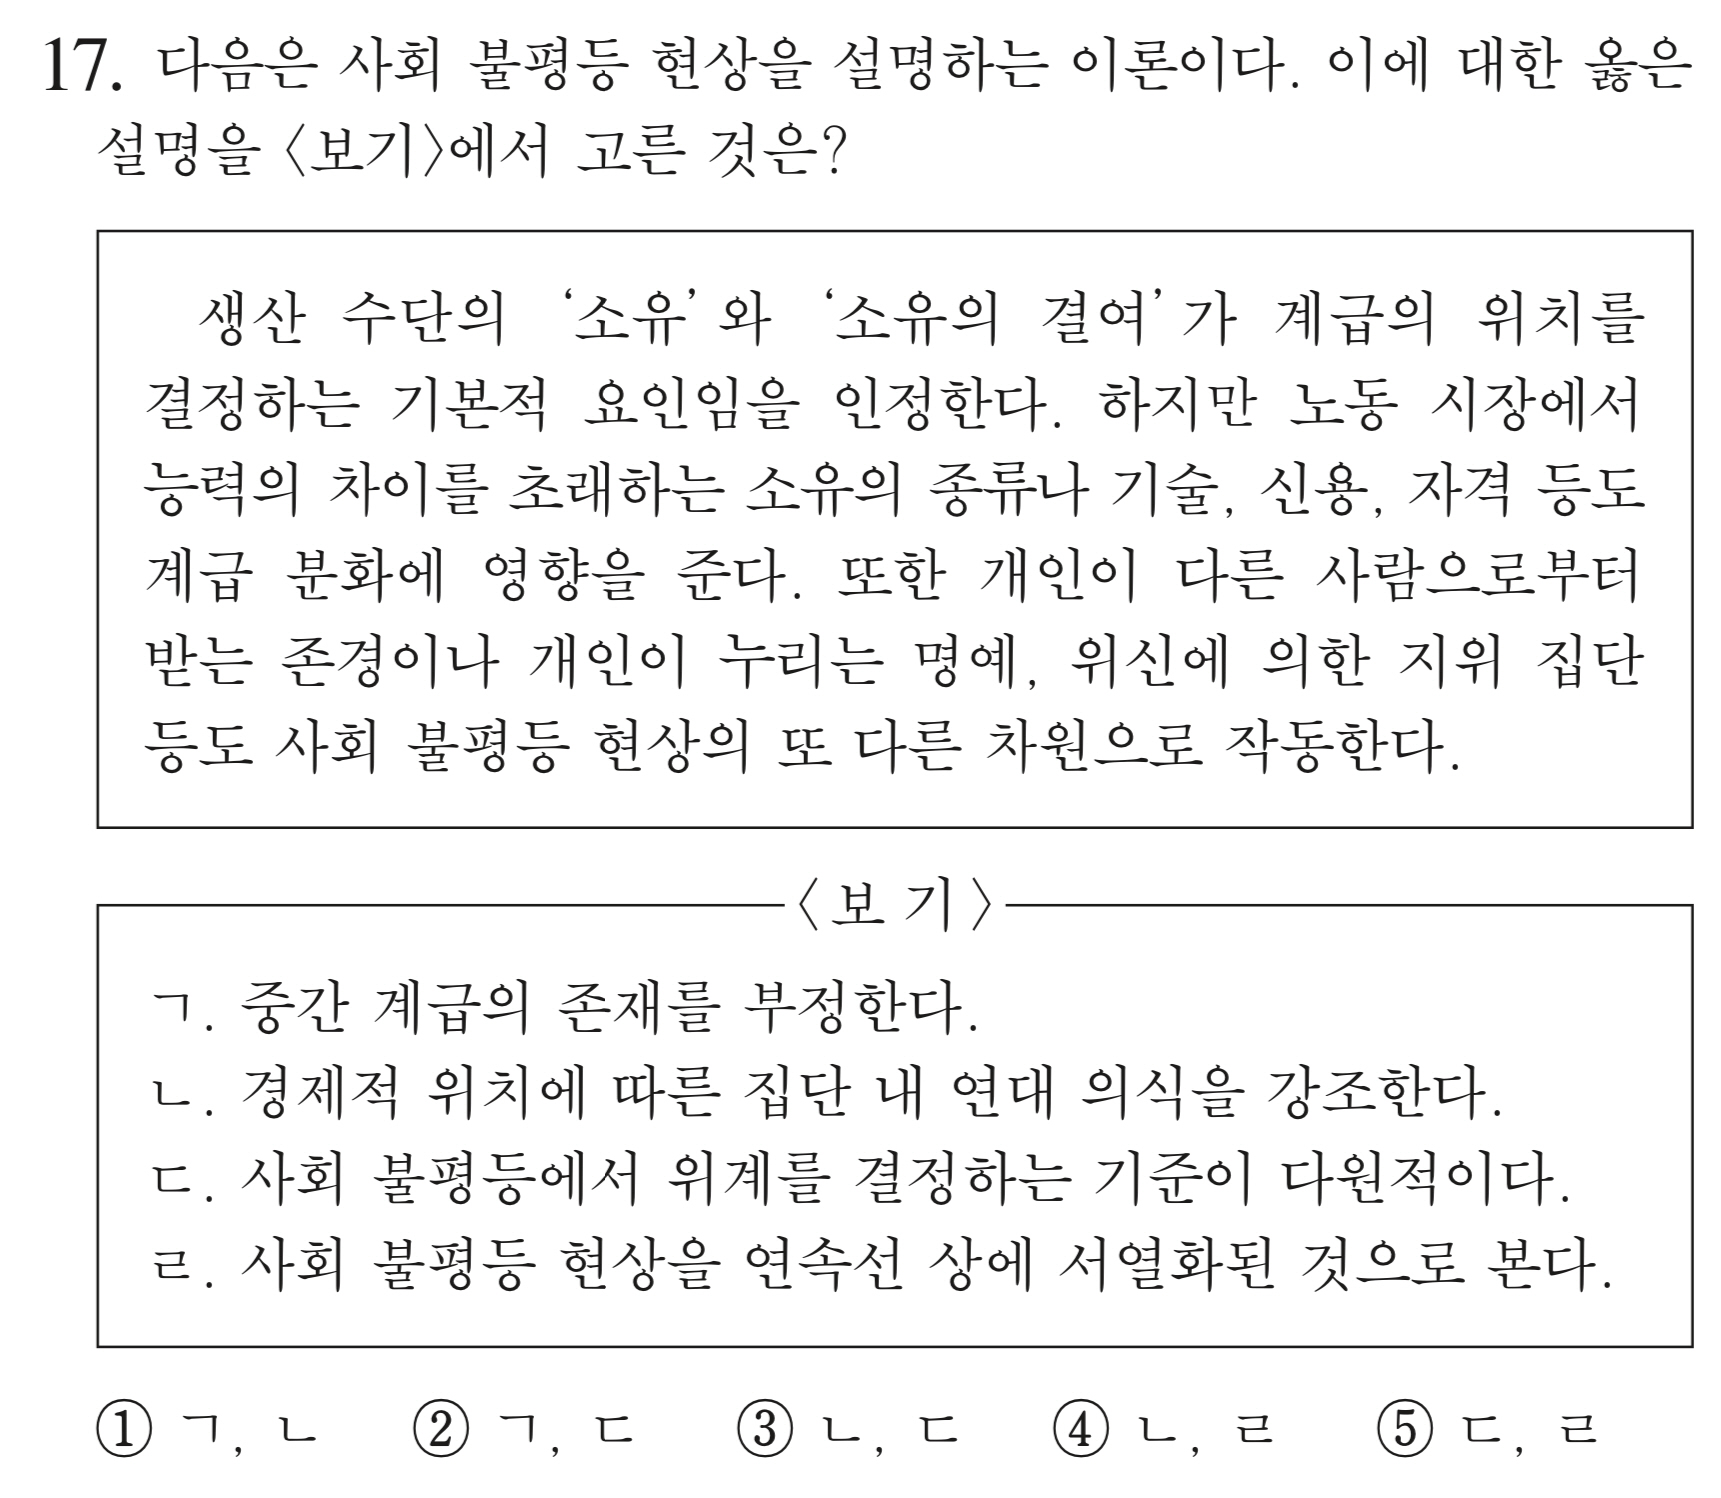 17. 다음은 사회 불평등 현상을 설명하는 이론이다. 이에 대한 옳은
설명을 〈보기〉에서 고른 것은?
생산 수단의 ‘소유’와 ‘소유의 결여’가 계급의 위치를
결정하는 기본적 요인임을 인정한다. 하지만 노동 시장에서
능력의 차이를 초래하는 소유의 종류나 기술, 신용, 자격 등도
계급 분화에 영향을 준다. 또한 개인이 다른 사람으로부터
받는 존경이나 개인이 누리는 명예, 위신에 의한 지위 집단
등도 사회 불평등 현상의 또 다른 차원으로 작동한다.
〈보 기〉
ㄱ. 중간 계급의 존재를 부정한다.
ㄴ. 경제적 위치에 따른 집단 내 연대 의식을 강조한다.
ㄷ. 사회 불평등에서 위계를 결정하는 기준이 다원적이다.
ㄹ. 사회 불평등 현상을 연속선 상에 서열화된 것으로 본다.
① ㄱ, ㄴ ② ㄱ, ㄷ ③ ㄴ, ㄷ ④ ㄴ, ㄹ ⑤ ㄷ, ㄹ